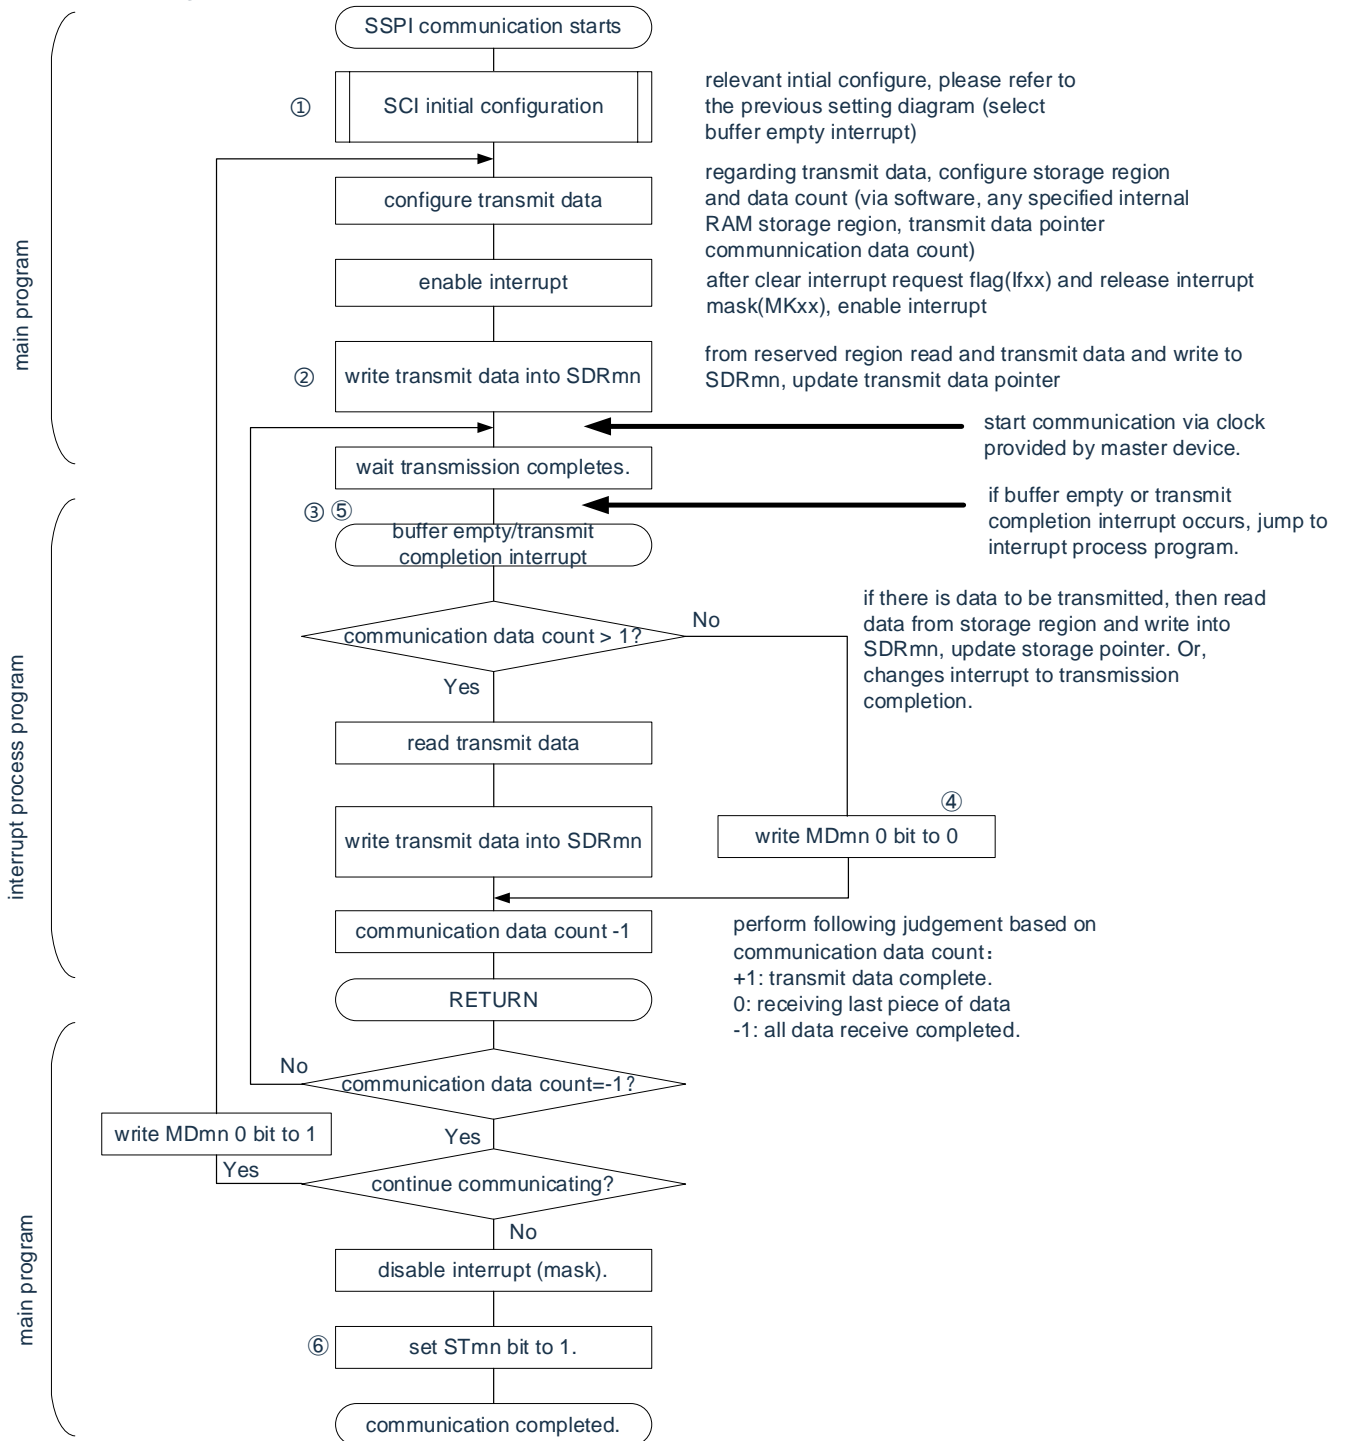 SSPI communication starts
①
SCI initial configuration
relevant intial configure, please refer to
the previous setting diagram (select
buffer empty interrupt)
configure transmit data
regarding transmit data, configure storage region
and data count (via software, any specified internal
RAM storage region, transmit data pointer
communnication data count)
enable interrupt
after clear interrupt request flag(Ifxx) and release interrupt
mask(MKxx), enable interrupt
main program
②
write transmit data into SDRmn
from reserved region read and transmit data and write to
SDRmn, update transmit data pointer
start communication via clock
provided by master device.
wait transmission completes.
③ ⑤
buffer empty/transmit
completion interrupt
if buffer empty or transmit
completion interrupt occurs, jump to
interrupt process program.
communication data count > 1?
No
Yes
if there is data to be transmitted, then read
data from storage region and write into
SDRmn, update storage pointer. Or,
changes interrupt to transmission
completion.
interrupt process program
read transmit data
write transmit data into SDRmn
④
write MDmn 0 bit to 0
communication data count -1
perform following judgement based on
communication data count：
+1: transmit data complete.
0: receiving last piece of data
-1: all data receive completed.
RETURN
No
communication data count=-1?
write MDmn 0 bit to 1
Yes
Yes
continue communicating?
No
main program
disable interrupt (mask).
⑥
set STmn bit to 1.
communication completed.